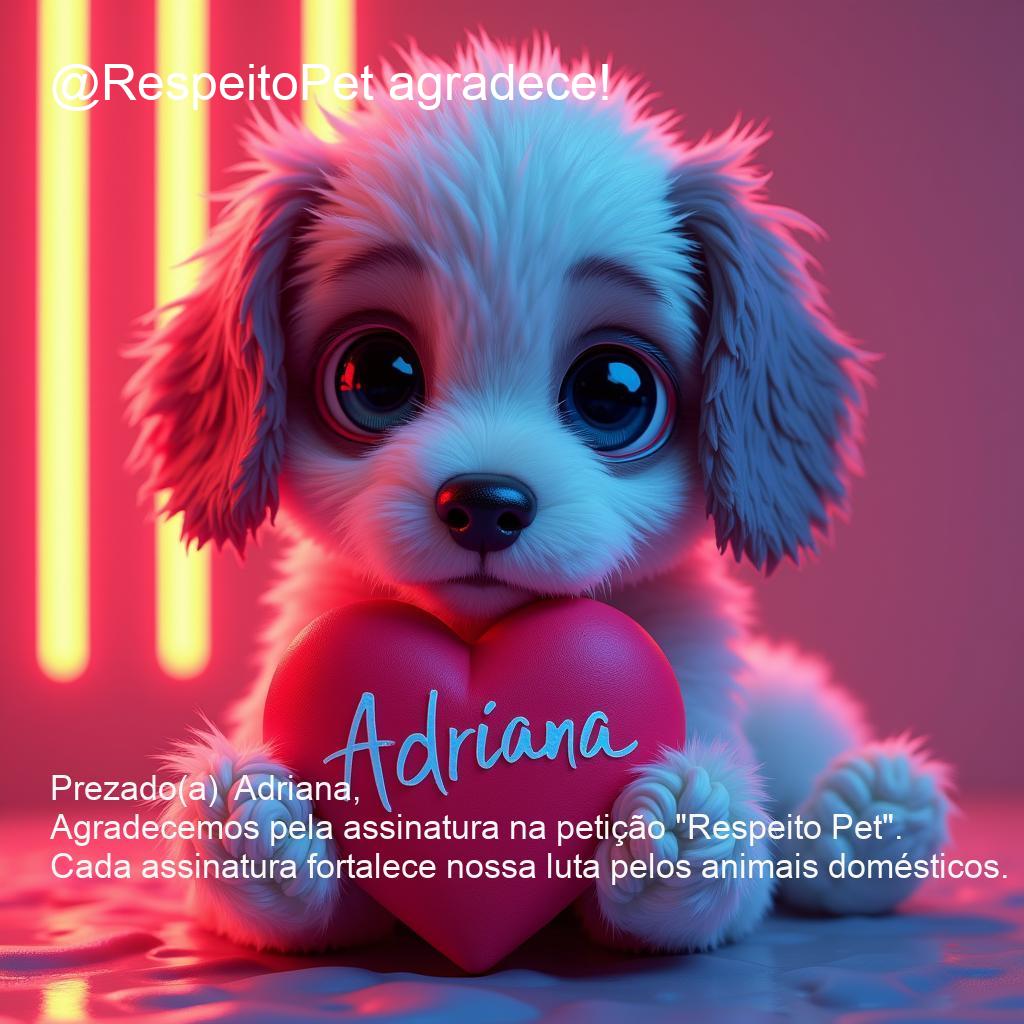 @RespeitoPet agradece!
Adriana
Prezado(a) Adriana,
Agradecemos pela assinatura na petição "Respeito Pet".
Cada assinatura fortalece nossa luta pelos animais domésticos.